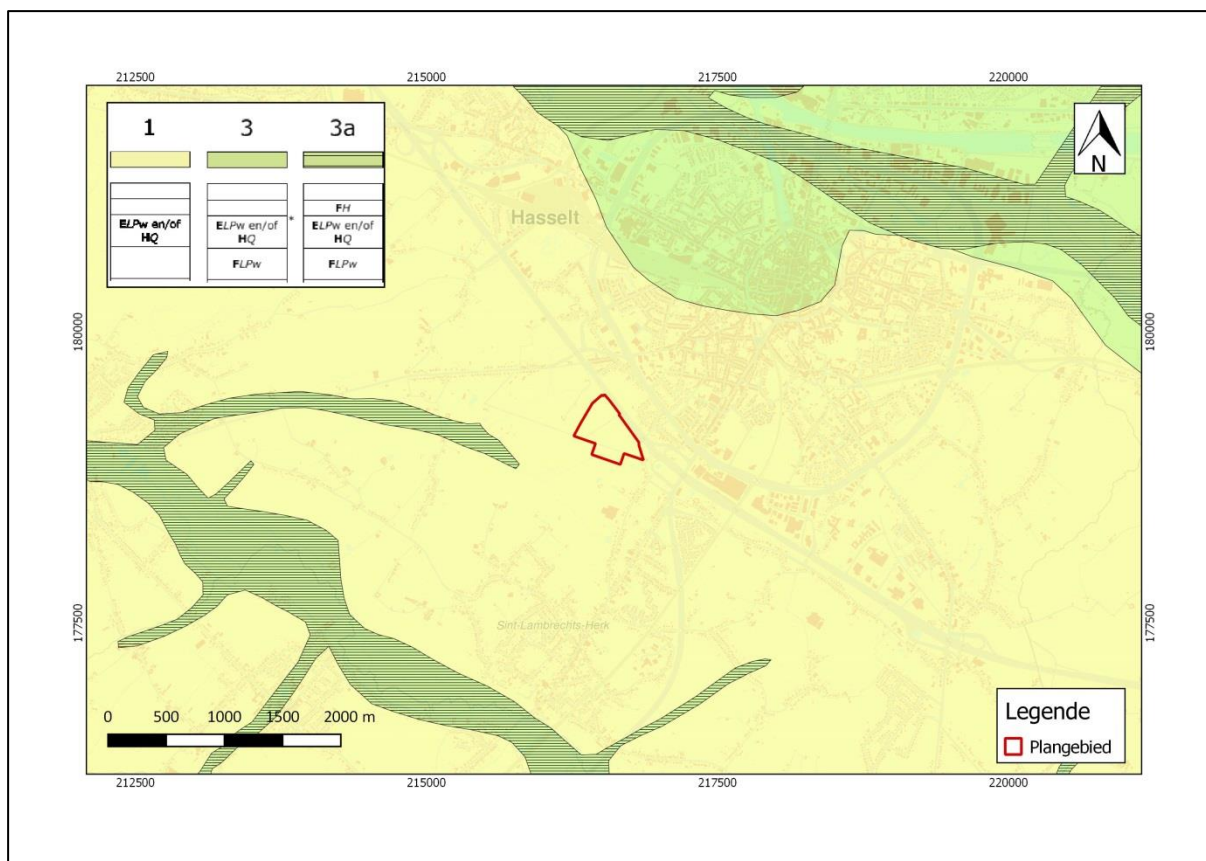 212500 215000 217500 220000
1 3 3a
FH
ELPw en/of
HQ
ELPw en/of
HQ
*
ELPw en/of
HQ
FLPw
FLPw
N
Hasselt
180000
180000
177500
177500
Sint-Lambrechts-Herk
0 500 1000 1500 2000 m
Legende
Plangebied
212500 215000 217500 220000